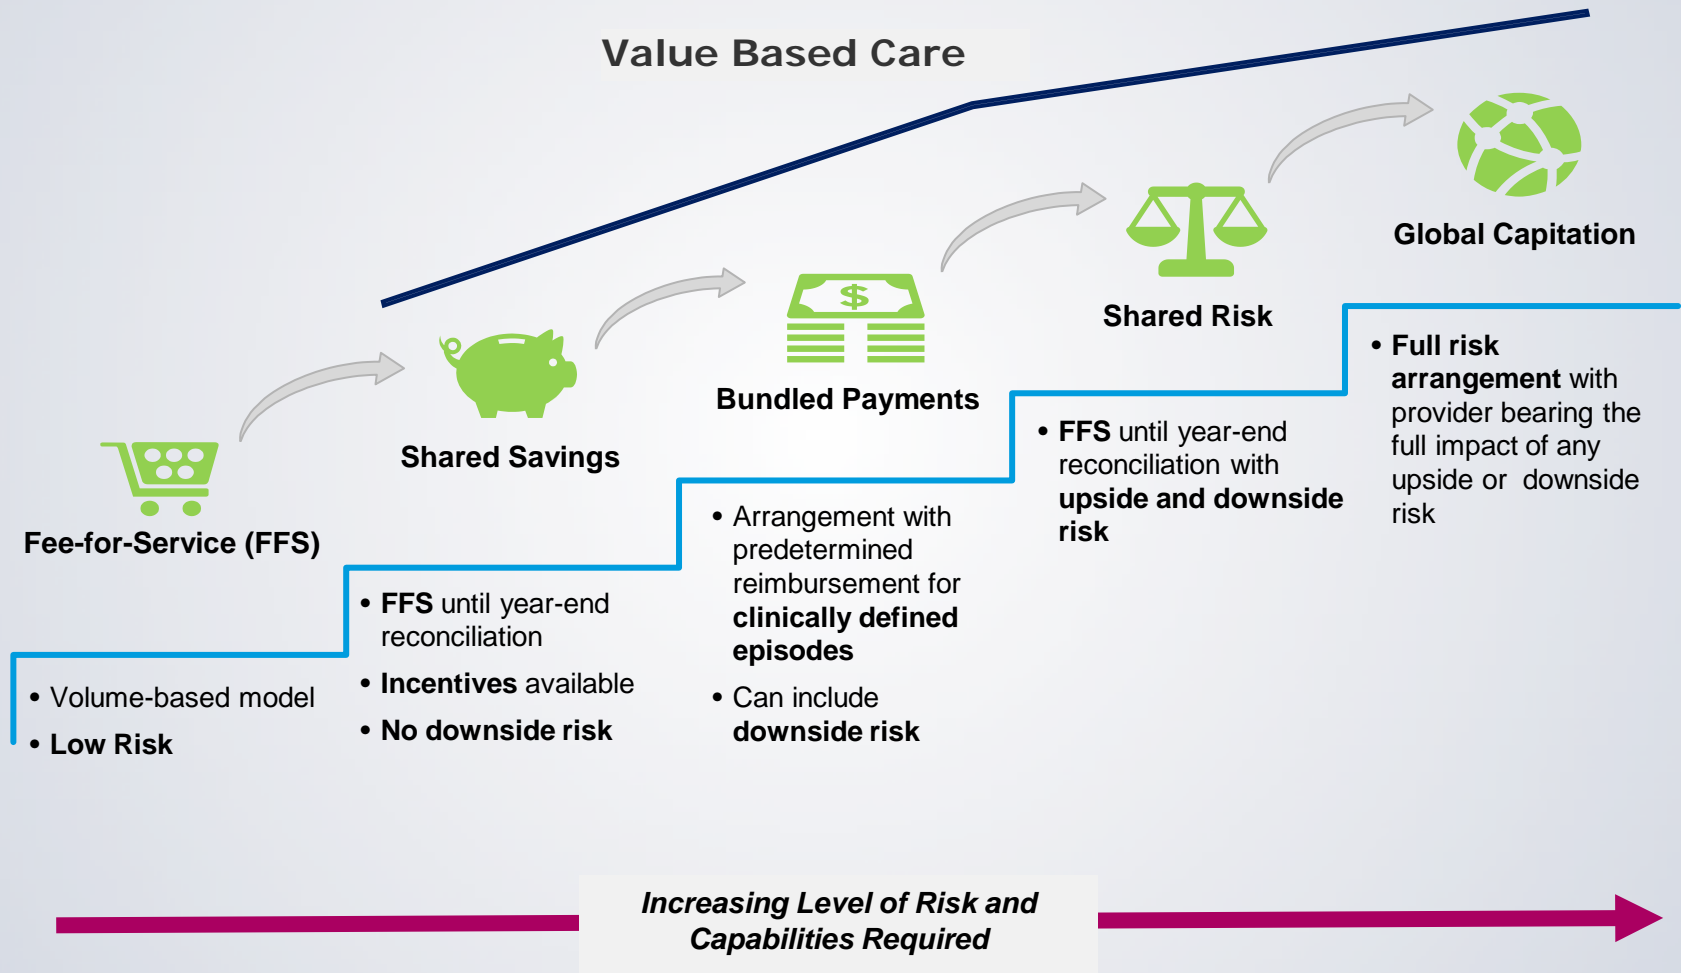 Value Based Care
Fee-for-Service (FFS)
• Volume-based model
• Low Risk
Shared Savings
• FFS until year-end
reconciliation
• Incentives available
• No downside risk
$
Bundled Payments
• Arrangement with
predetermined
reimbursement for
clinically defined
episodes
• Can include
downside risk
Shared Risk
• FFS until year-end
reconciliation with
upside and downside
risk
Global Capitation
• Full risk
arrangement with
provider bearing the
full impact of any
upside or downside
risk
Increasing Level of Risk and
Capabilities Required